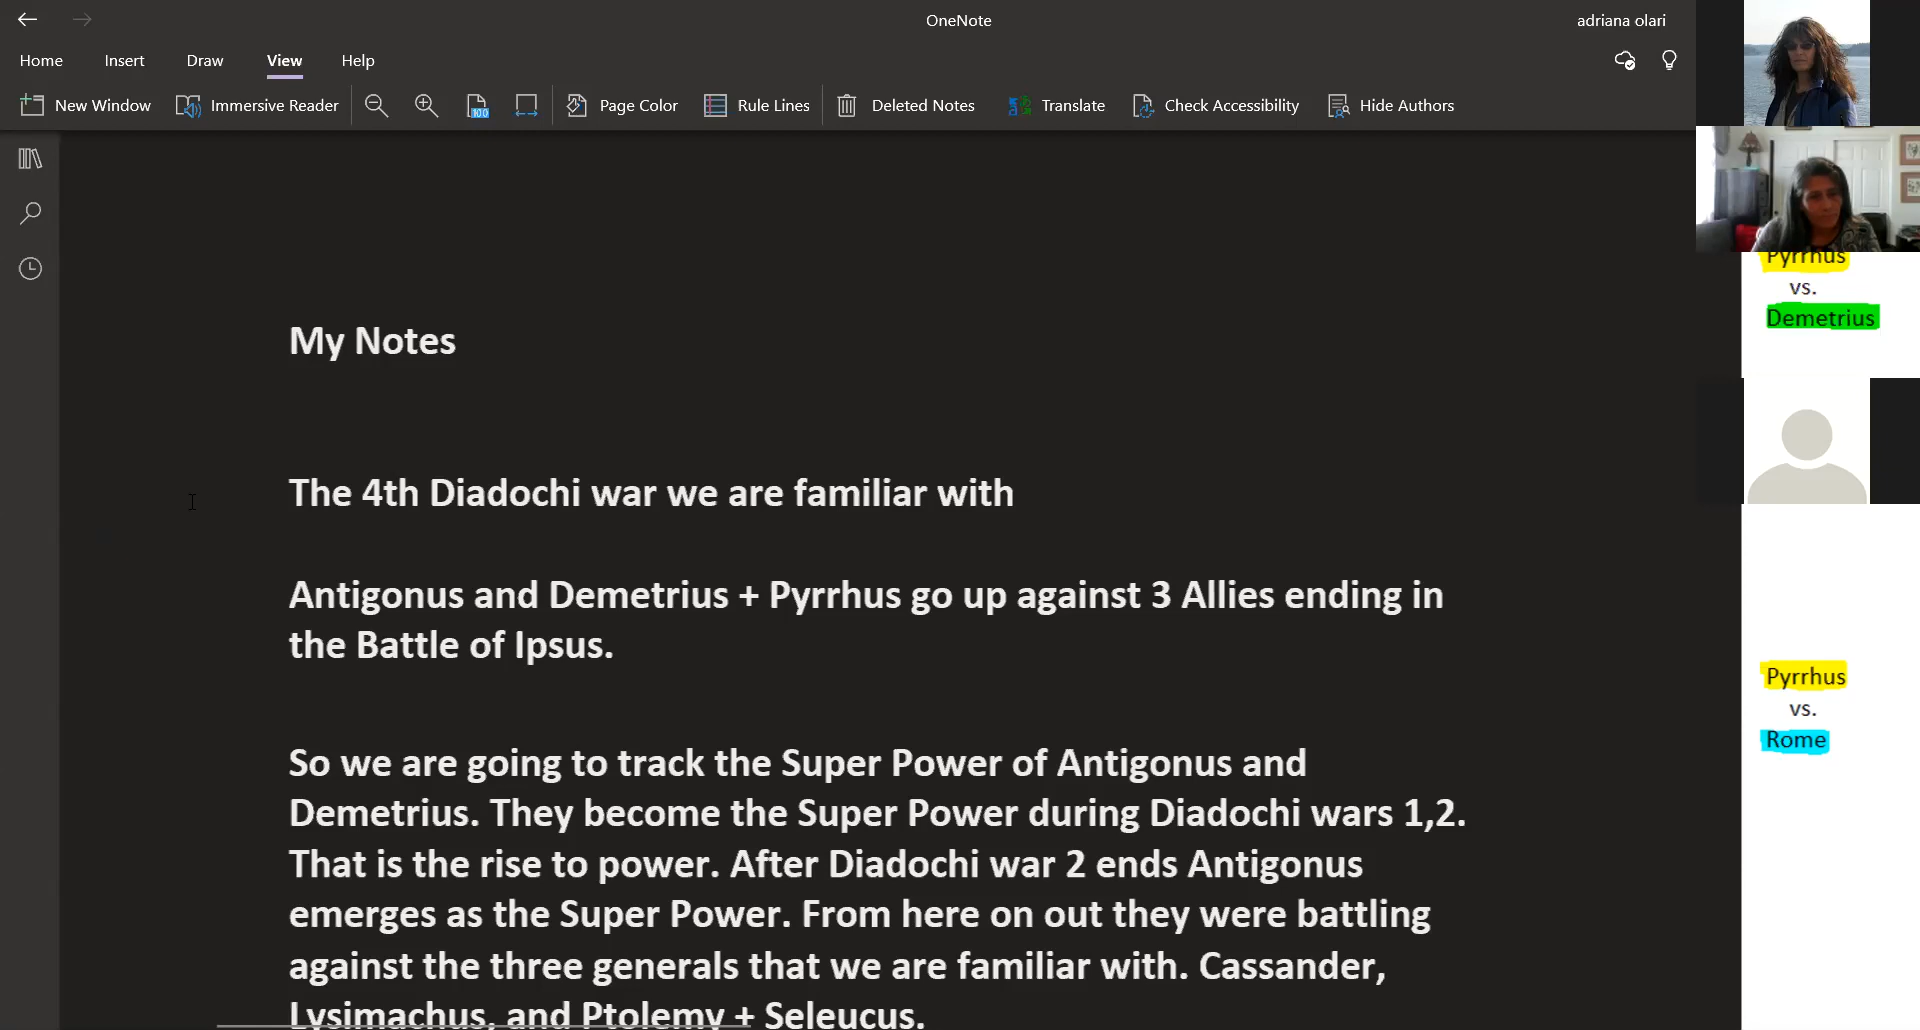 OneNote
adriana olari
Home Insert Draw View Help
New Window Immersive Reader 100 Page Color Rule Lines Deleted Notes Translate Check Accessibility Hide Authors
My Notes
The 4th Diadochi war we are familiar with
Antigonus and Demetrius + Pyrrhus go up against 3 Allies ending in
the Battle of Ipsus.
So we are going to track the Super Power of Antigonus and
Demetrius. They become the Super Power during Diadochi wars 1,2.
That is the rise to power. After Diadochi war 2 ends Antigonus
emerges as the Super Power. From here on out they were battling
against the three generals that we are familiar with. Cassander,
Lysimachus, and Ptolemy + Seleucus.
Pyrrhus
vs.
Demetrius
Pyrrhus
vs.
Rome